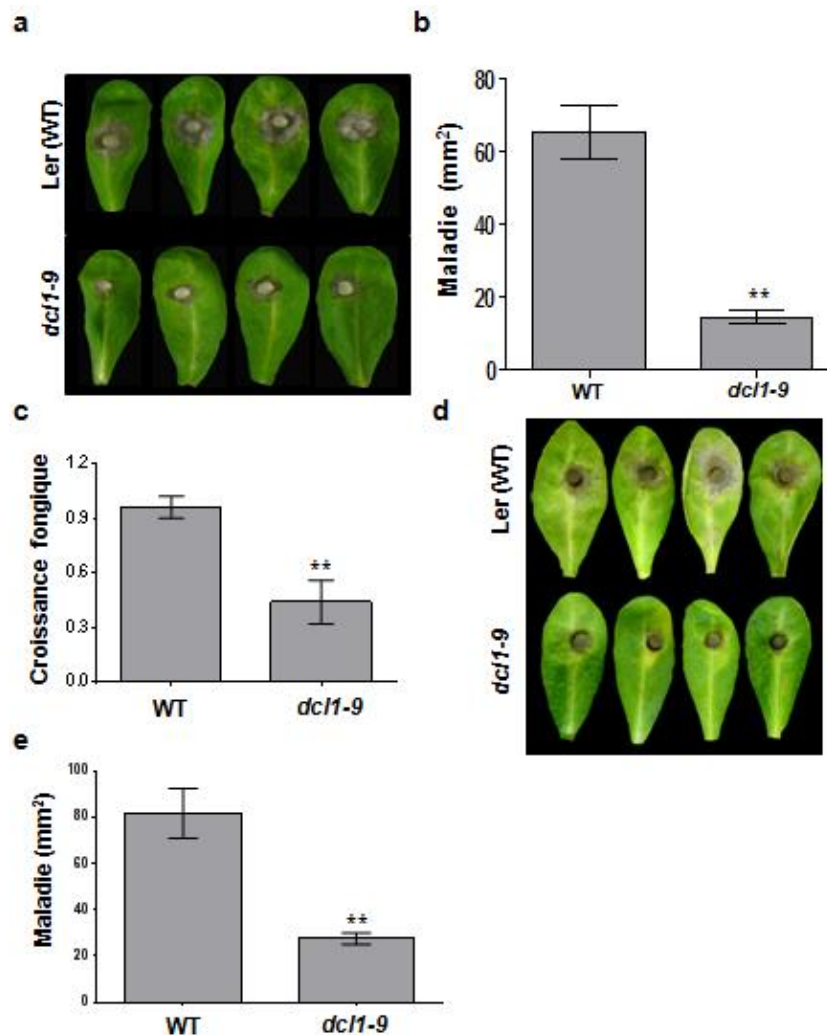 a
Ler (WT)
dcl1-9
b
Maladie (mm²)
80
60
40
20
0
**
WT
dcl1-9
c
Croissance fongique
1.2
0.9
0.6
0.3
0.0
**
WT
dcl1-9
d
Ler (WT)
dcl1-9
e
Maladie (mm²)
100
80
60
40
20
0
**
WT
dcl1-9